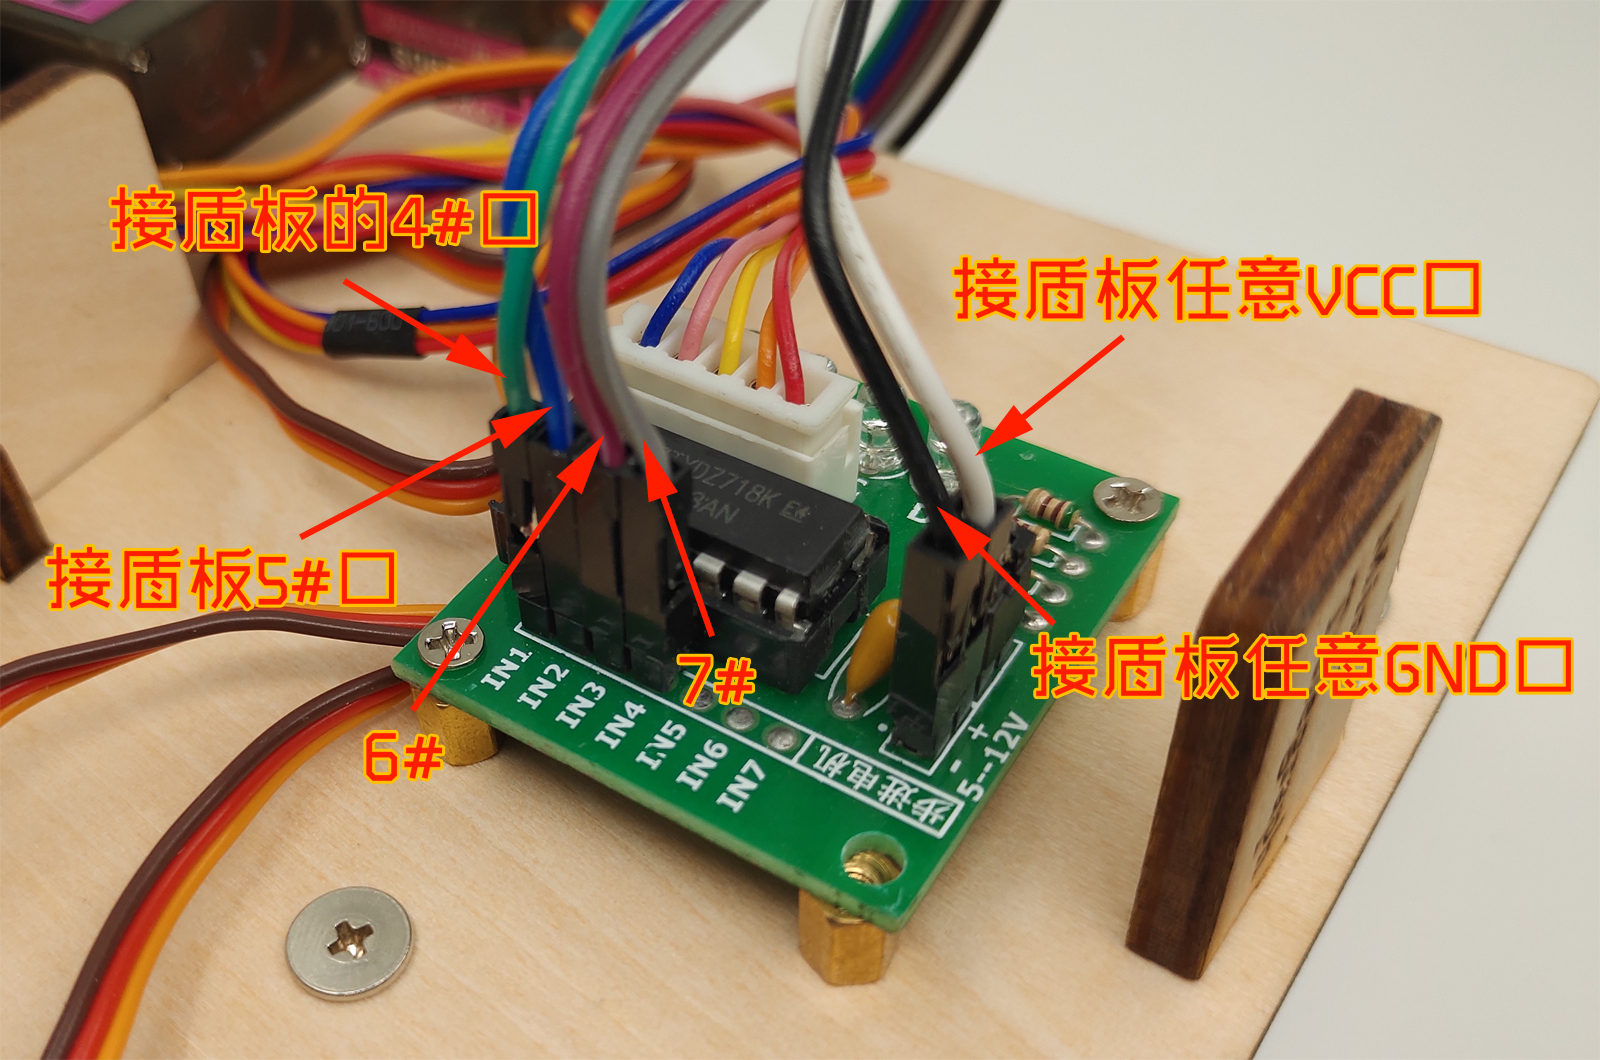 接盾板的4#口
接盾板任意VCC口
接盾板5#口
接盾板任意GND口
7#
6#
Z718K
AN
IN1
IN2
IN3
IN4
IN5
IN6
IN7
步进电机
- +
5--12V